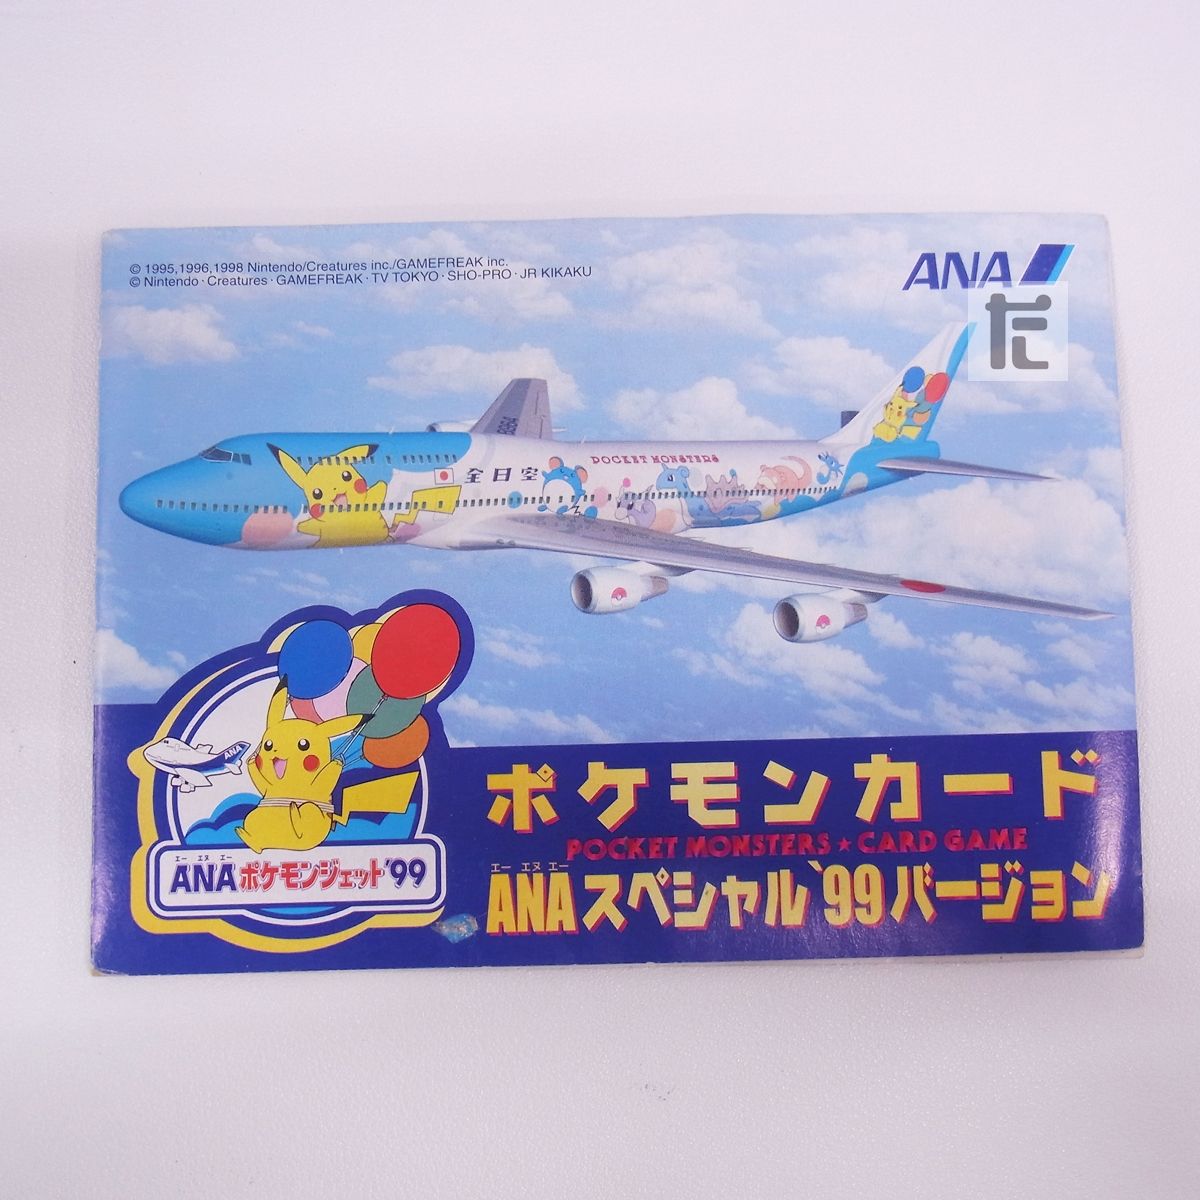 © 1995,1996,1998 Nintendo/Creatures inc./GAMEFREAK inc.
© Nintendo・Creatures・GAMEFREAK・TV TOKYO・SHO-PRO・JR KIKAKU
ANA
8964
POCKET MONSTERS
全日空
ANA
エー エヌ エー
ANAポケモンジェット'99
ポケモンカード
POCKET MONSTERS★CARD GAME
エー エヌ エー
ANAスペシャル'99バージョン